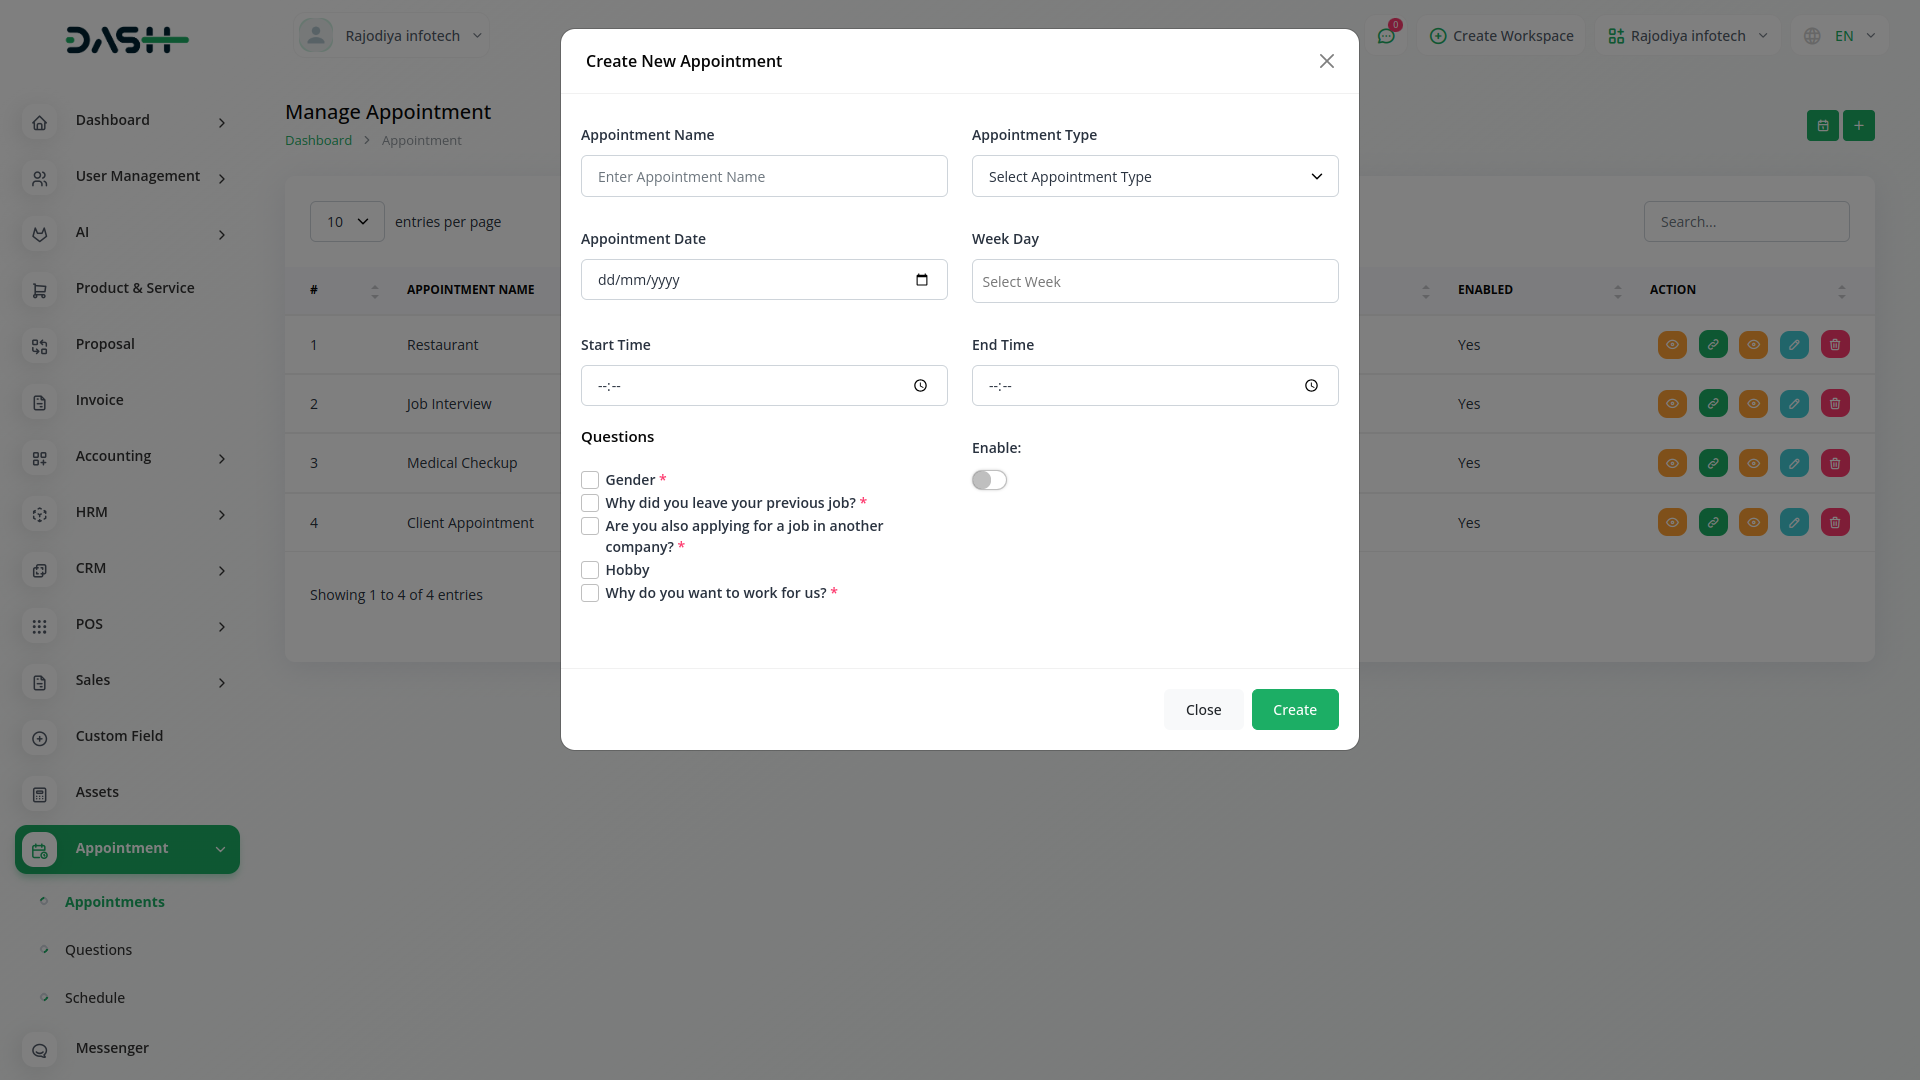 DASH
Rajodiya infotech
0
Create Workspace
Rajodiya infotech
EN
Dashboard
User Management
AI
Product & Service
Proposal
Invoice
Accounting
HRM
CRM
POS
Sales
Custom Field
Assets
Appointment
Appointments
Questions
Schedule
Messenger
Manage Appointment
Dashboard > Appointment
10 entries per page
Search...
# APPOINTMENT NAME ENABLED ACTION
1 Restaurant Yes
2 Job Interview Yes
3 Medical Checkup Yes
4 Client Appointment Yes
Showing 1 to 4 of 4 entries
Create New Appointment
Appointment Name
Enter Appointment Name
Appointment Type
Select Appointment Type
Appointment Date
dd/mm/yyyy
Week Day
Select Week
Start Time
--:--
End Time
--:--
Questions
Gender *
Why did you leave your previous job? *
Are you also applying for a job in another
company? *
Hobby
Why do you want to work for us? *
Enable:
Close
Create